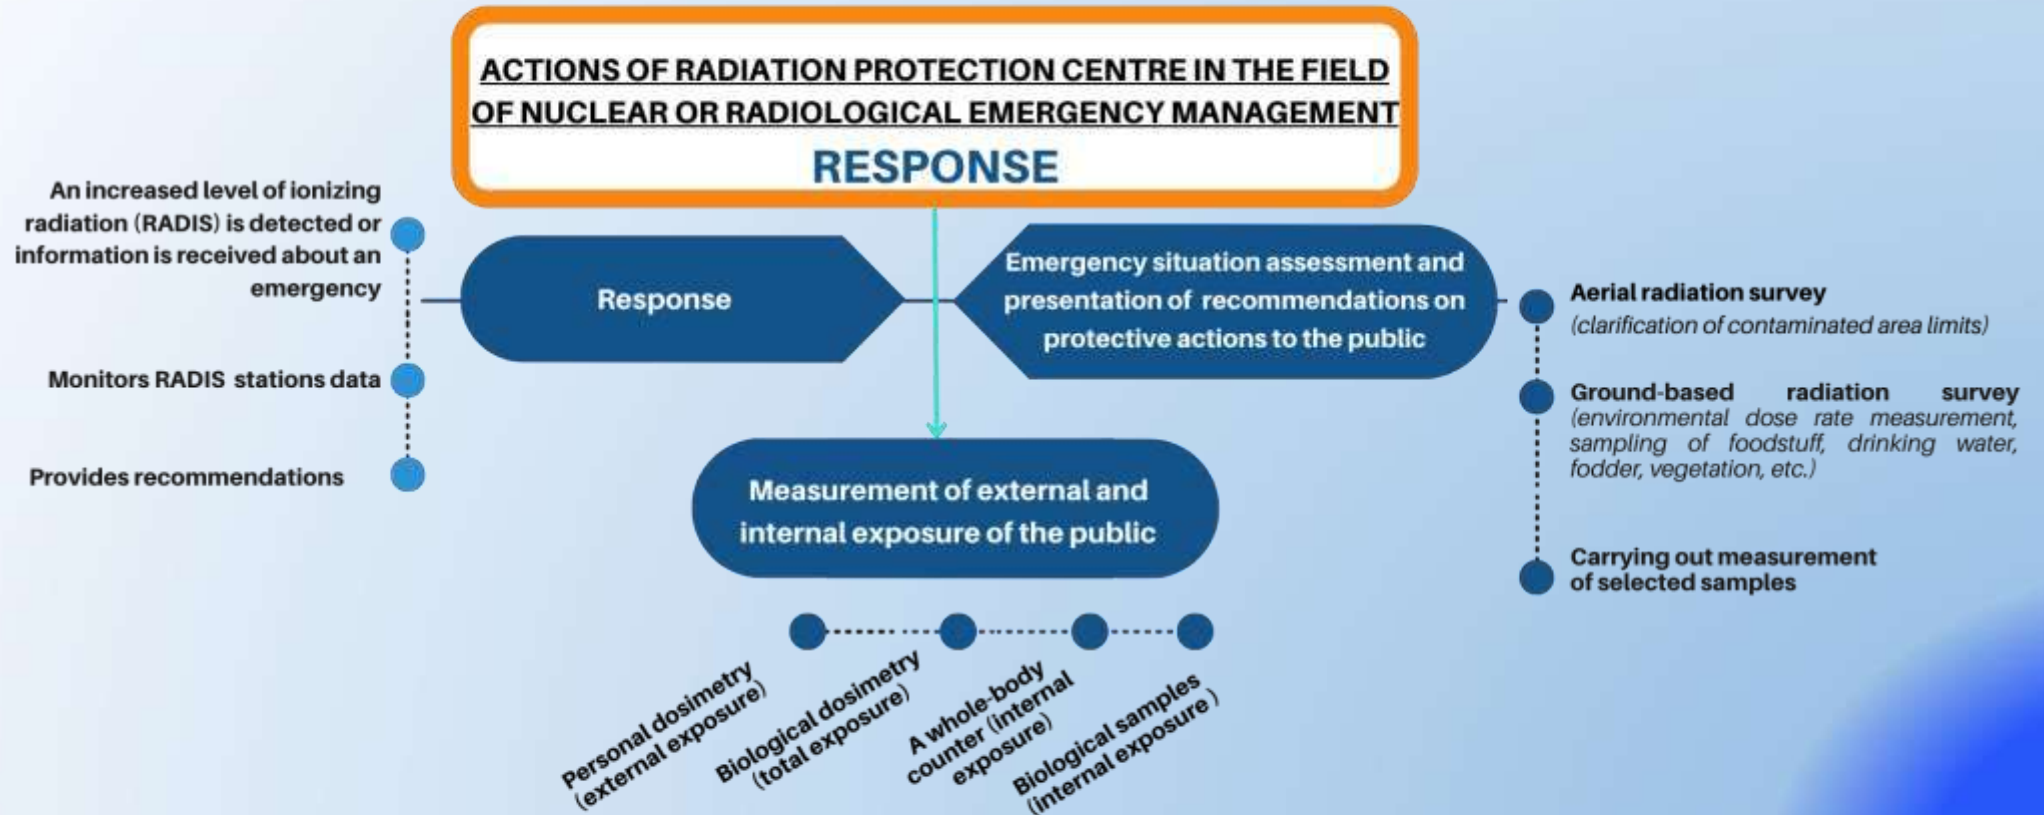 ACTIONS OF RADIATION PROTECTION CENTRE IN THE FIELD
OF NUCLEAR OR RADIOLOGICAL EMERGENCY MANAGEMENT
RESPONSE
An increased level of ionizing
radiation (RADIS) is detected or
information is received about an
emergency
Monitors RADIS stations data
Provides recommendations
Response
Emergency situation assessment and
presentation of recommendations on
protective actions to the public
Aerial radiation survey
(clarification of contaminated area limits)
Ground-based radiation survey
(environmental dose rate measurement,
sampling of foodstuff, drinking water,
fodder, vegetation, etc.)
Carrying out measurement
of selected samples
Measurement of external and
internal exposure of the public
Personal dosimetry
(external exposure)
Biological dosimetry
(total exposure)
A whole-body
counter (internal
exposure)
Biological samples
(internal exposure )